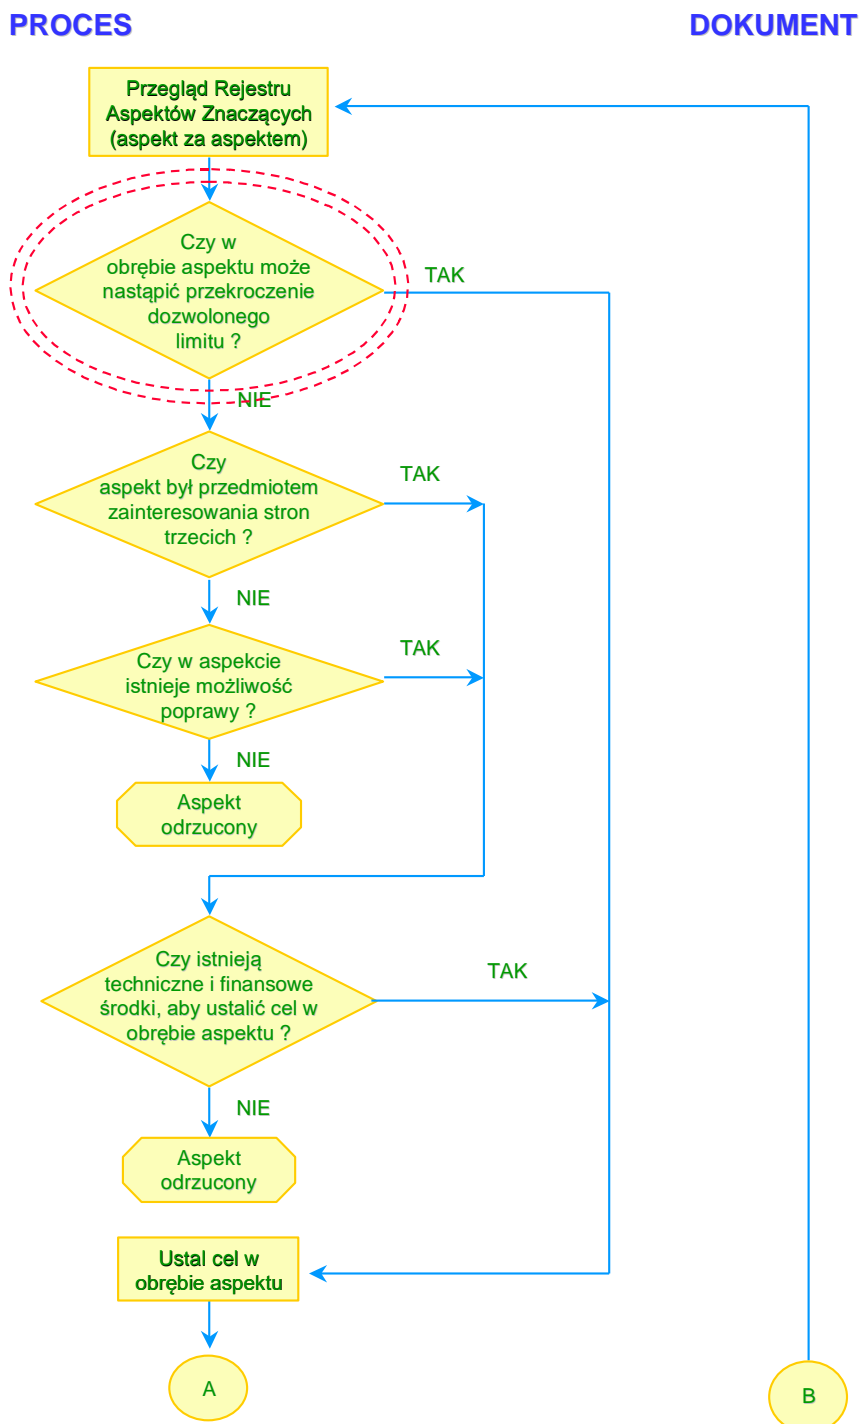 PROCES
DOKUMENT
Przegląd Rejestru
Aspektów Znaczących
(aspekt za aspektem)
Czy w
obrębie aspektu może
nastąpić przekroczenie
dozwolonego
limitu ?
TAK
NIE
Czy
aspekt był przedmiotem
zainteresowania stron
trzecich ?
TAK
NIE
Czy w aspekcie
istnieje możliwość
poprawy ?
TAK
NIE
Aspekt
odrzucony
Czy istnieją
techniczne i finansowe
środki, aby ustalić cel w
obrębie aspektu ?
TAK
NIE
Aspekt
odrzucony
Ustal cel w
obrębie aspektu
A
B